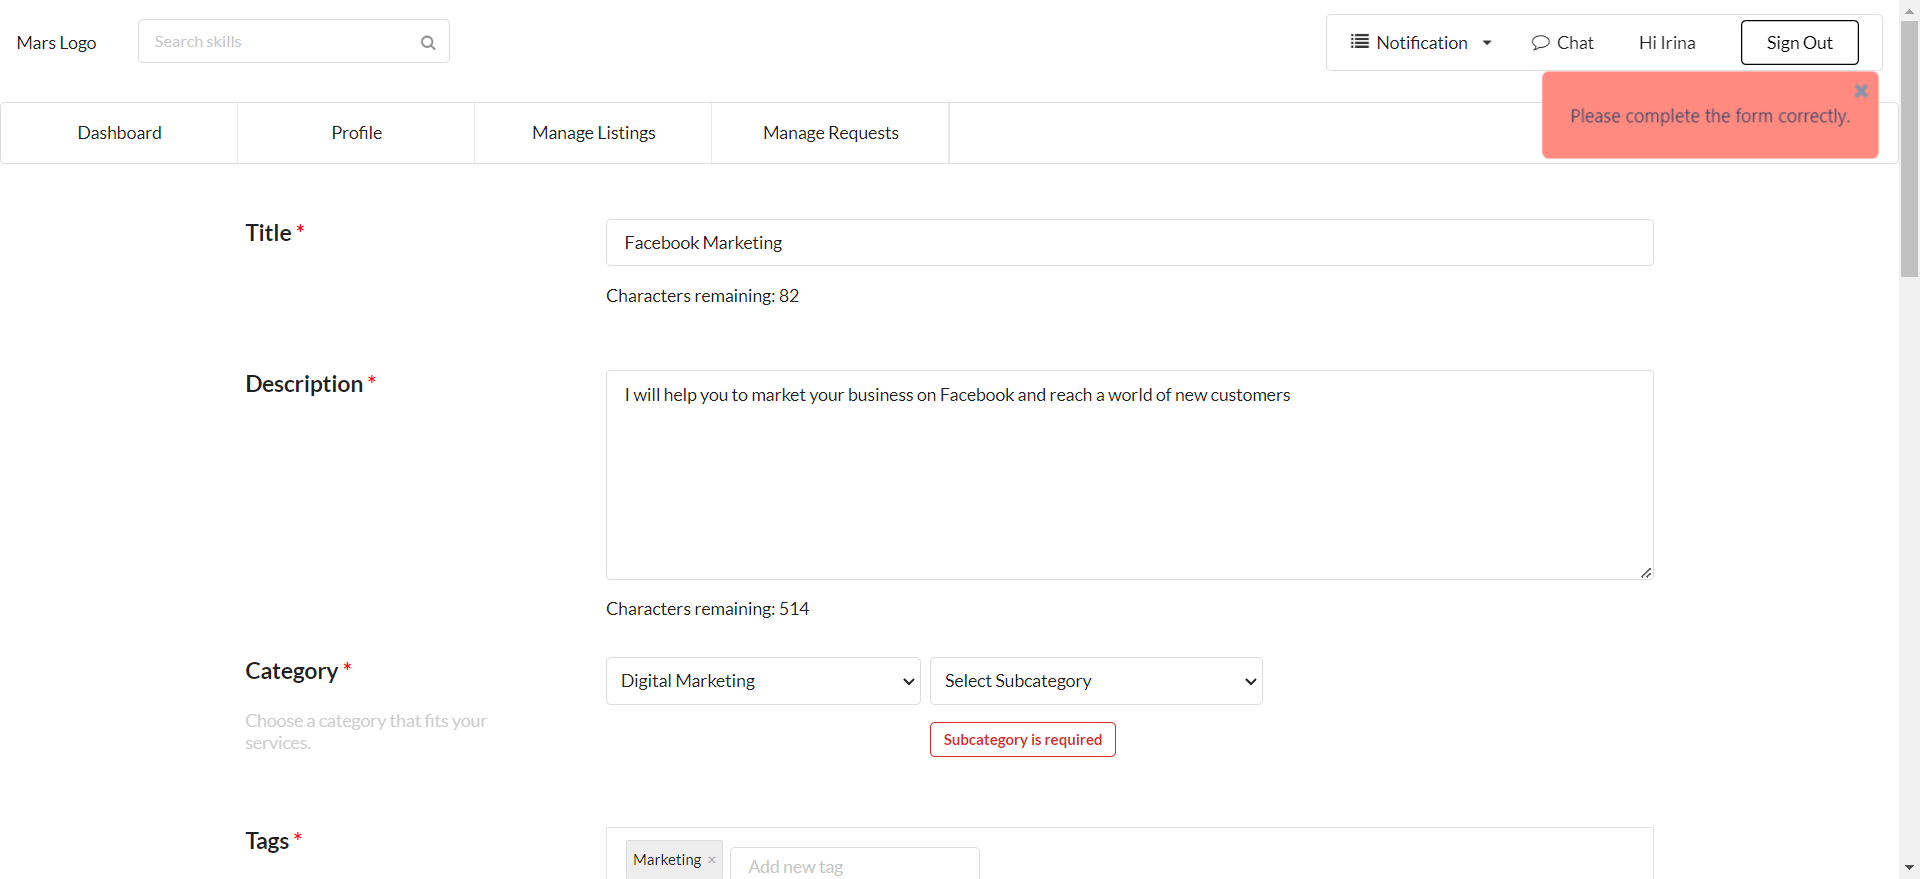 Mars Logo
Search skills
Notification
Chat
Hi Irina
Sign Out
Please complete the form correctly.
Dashboard
Profile
Manage Listings
Manage Requests
Title *
Facebook Marketing
Characters remaining: 82
Description *
I will help you to market your business on Facebook and reach a world of new customers
Characters remaining: 514
Category *
Choose a category that fits your
services.
Digital Marketing
Select Subcategory
Subcategory is required
Tags *
Marketing ×
Add new tag